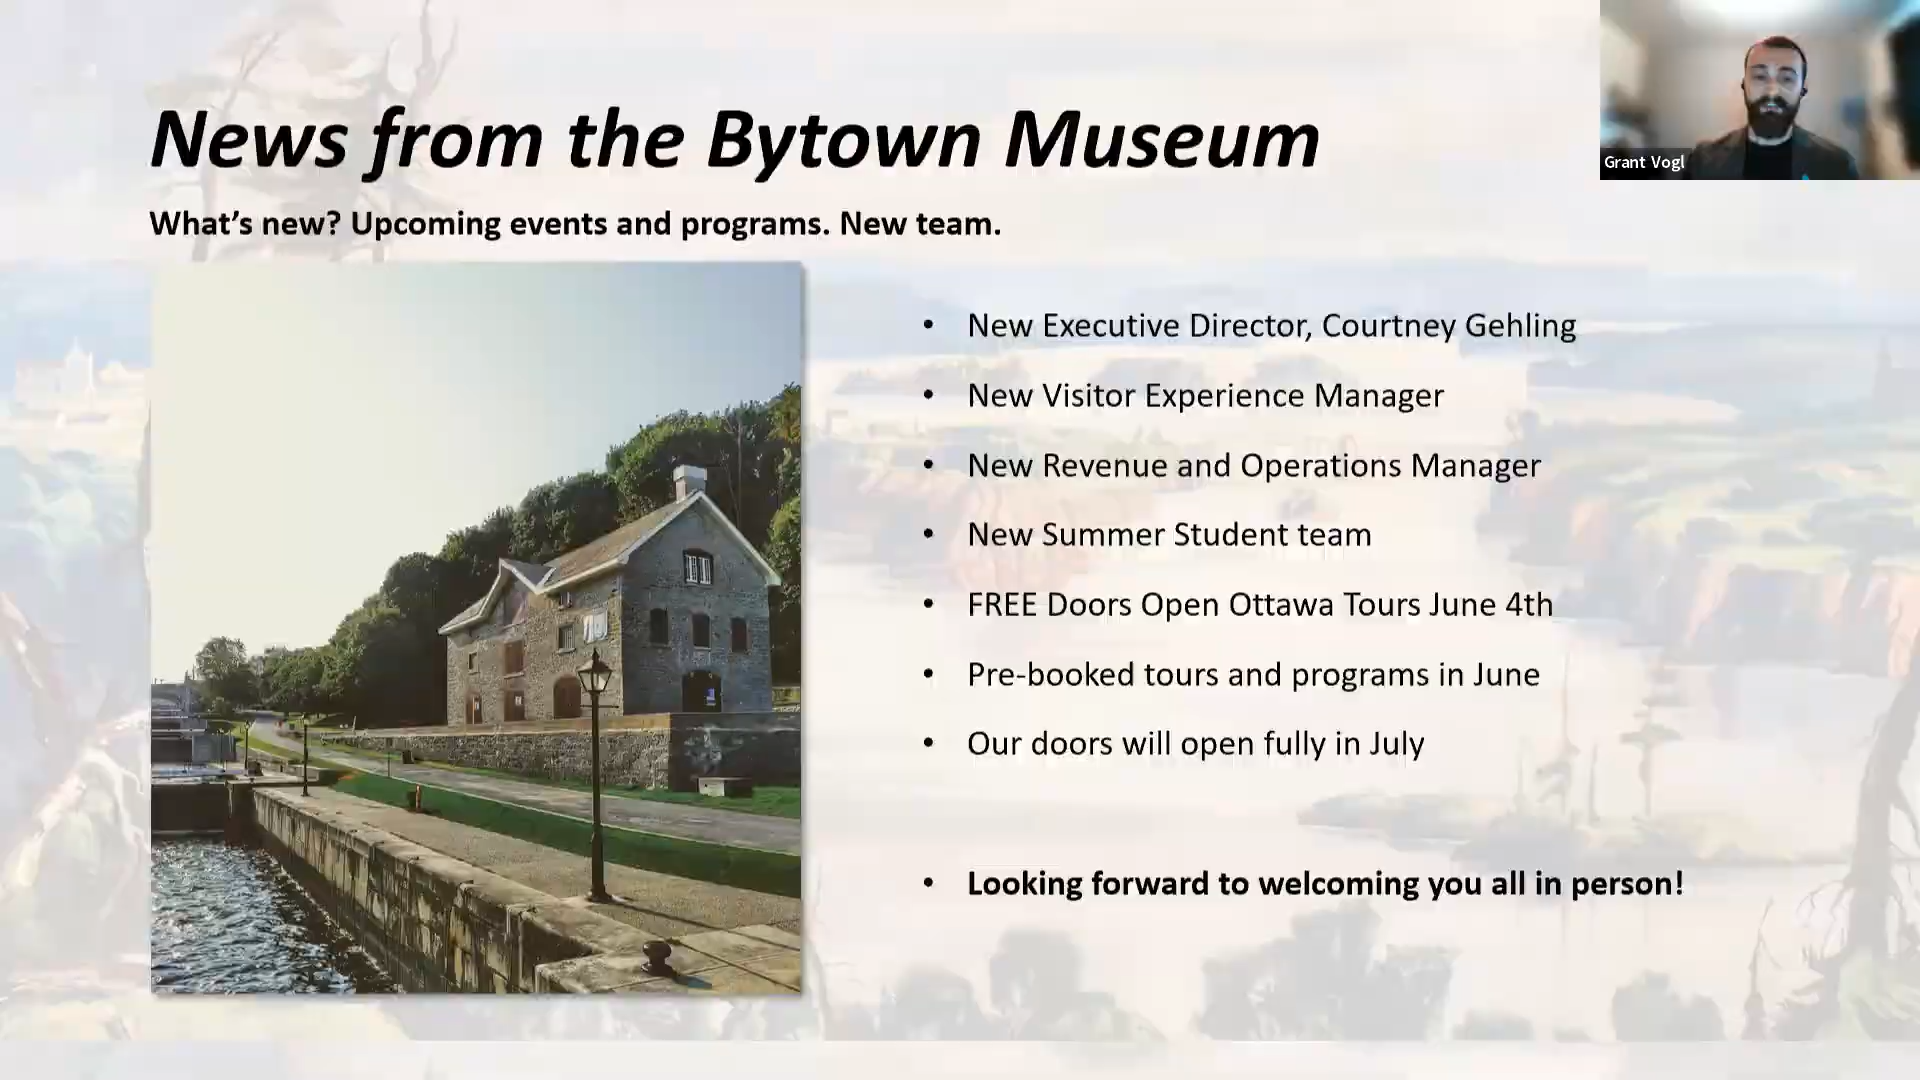 News from the Bytown Museum
Grant Vogl
What’s new? Upcoming events and programs. New team.
• New Executive Director, Courtney Gehling
• New Visitor Experience Manager
• New Revenue and Operations Manager
• New Summer Student team
• FREE Doors Open Ottawa Tours June 4th
• Pre-booked tours and programs in June
• Our doors will open fully in July
• Looking forward to welcoming you all in person!